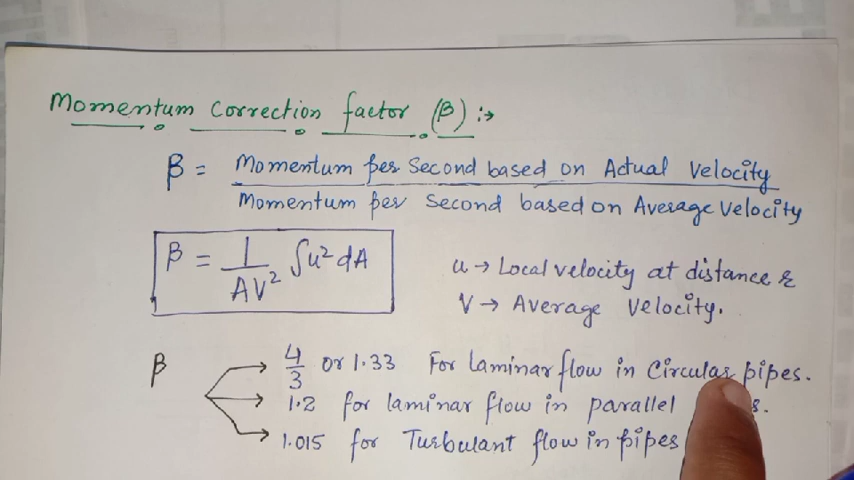 Momentum Correction factor (β) :→
β = Momentum per Second based on Actual Velocity
Momentum per Second based on Average Velocity
β = 1/AV² ∫u²dA
u → Local velocity at distance r
V → Average Velocity.
β
4/3 or 1.33 For laminar flow in Circular pipes.
1.2 for laminar flow in parallel
1.015 for Turbulant flow in pipes